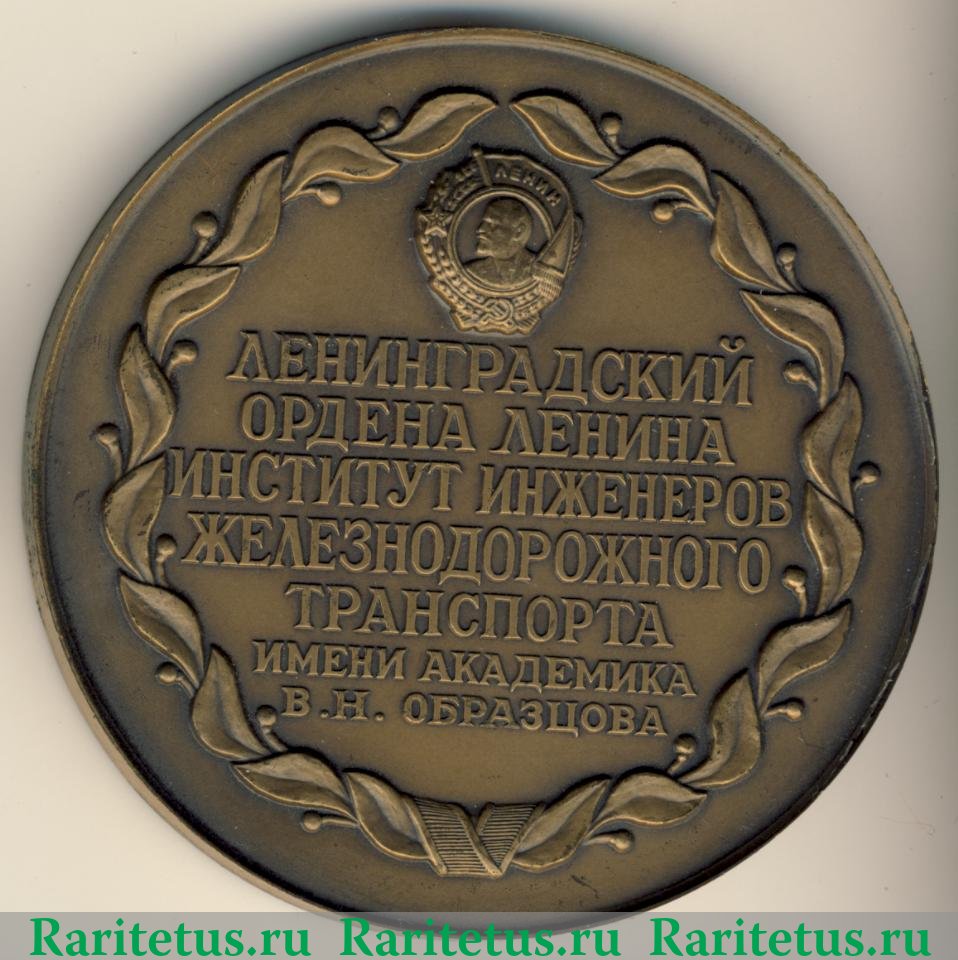 ЛЕНИН
ЛЕНИНГРАДСКИЙ
ОРДЕНА ЛЕНИНА
ИНСТИТУТ ИНЖЕНЕРОВ
ЖЕЛЕЗНОДОРОЖНОГО
ТРАНСПОРТА
ИМЕНИ АКАДЕМИКА
В.Н. ОБРАЗЦОВА
Raritetus.ru Raritetus.ru Raritetus.ru